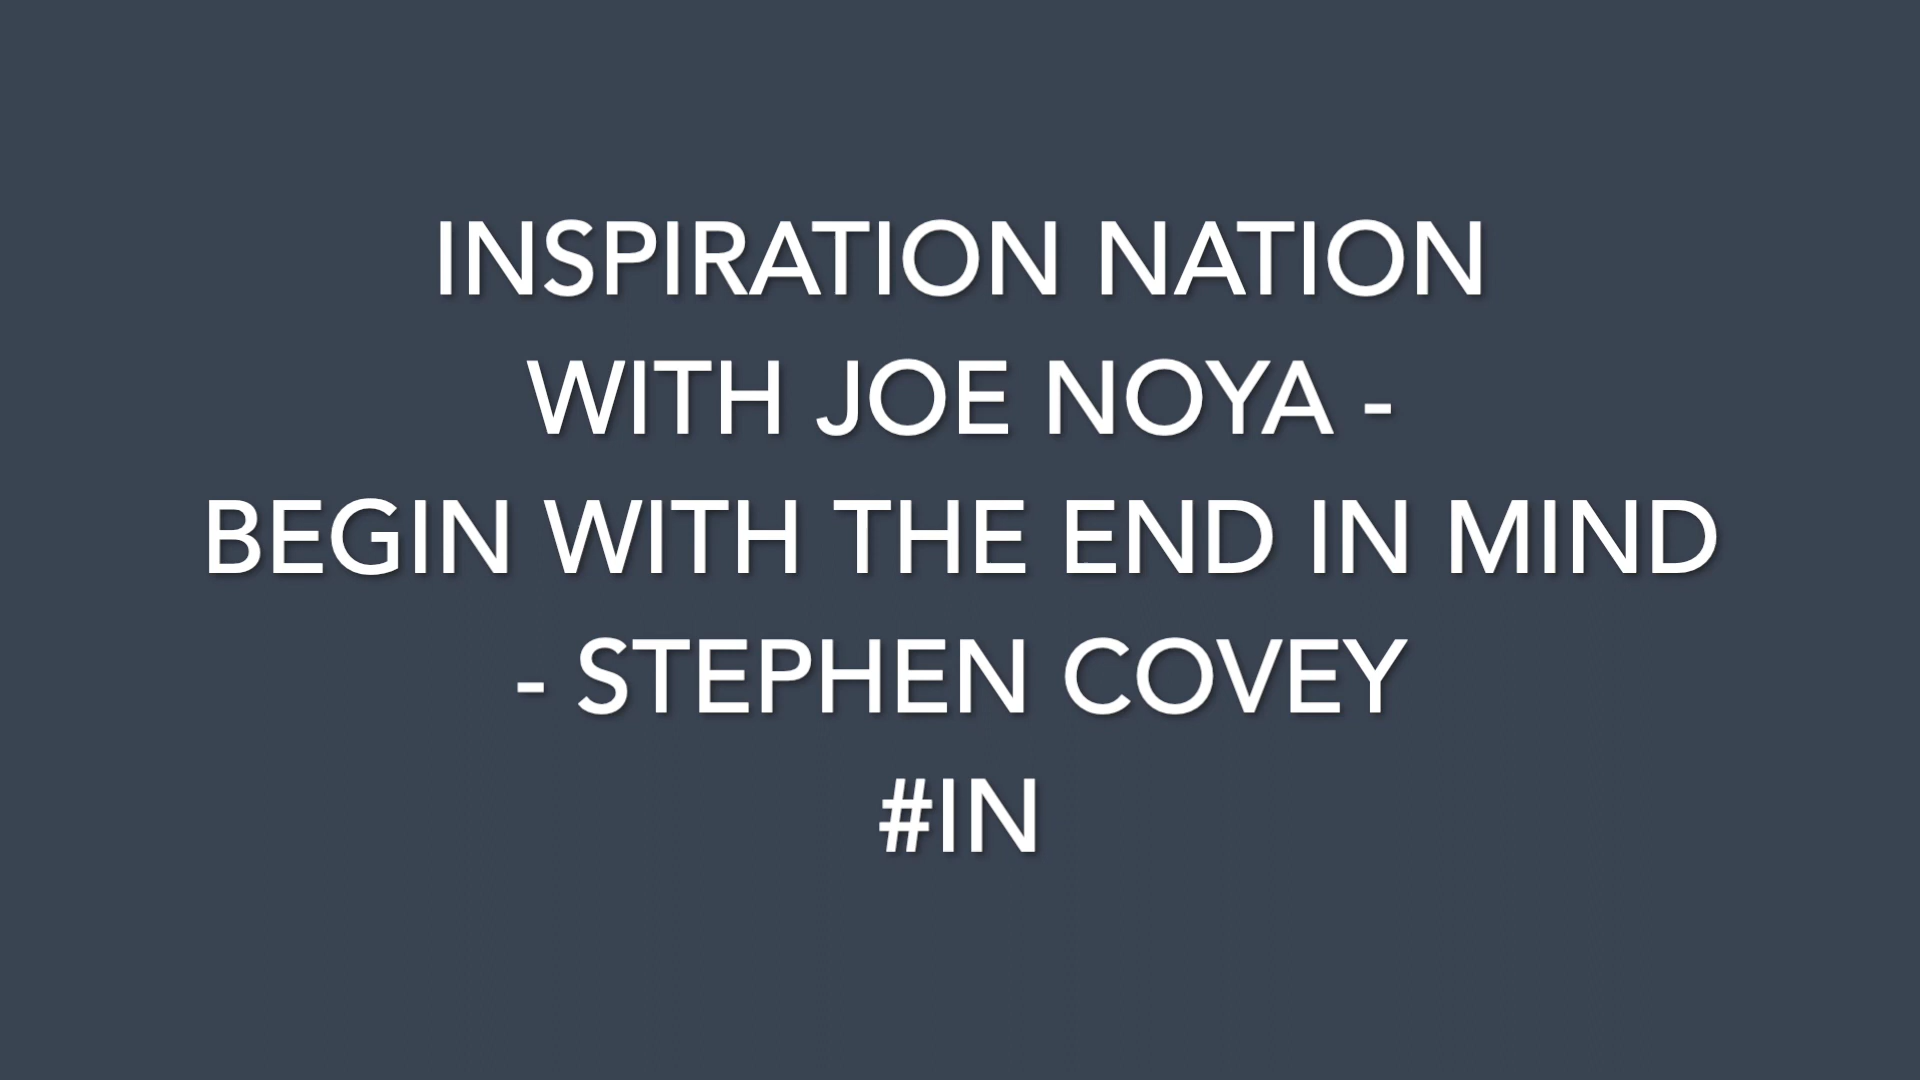 INSPIRATION NATION
WITH JOE NOYA -
BEGIN WITH THE END IN MIND
- STEPHEN COVEY
#IN